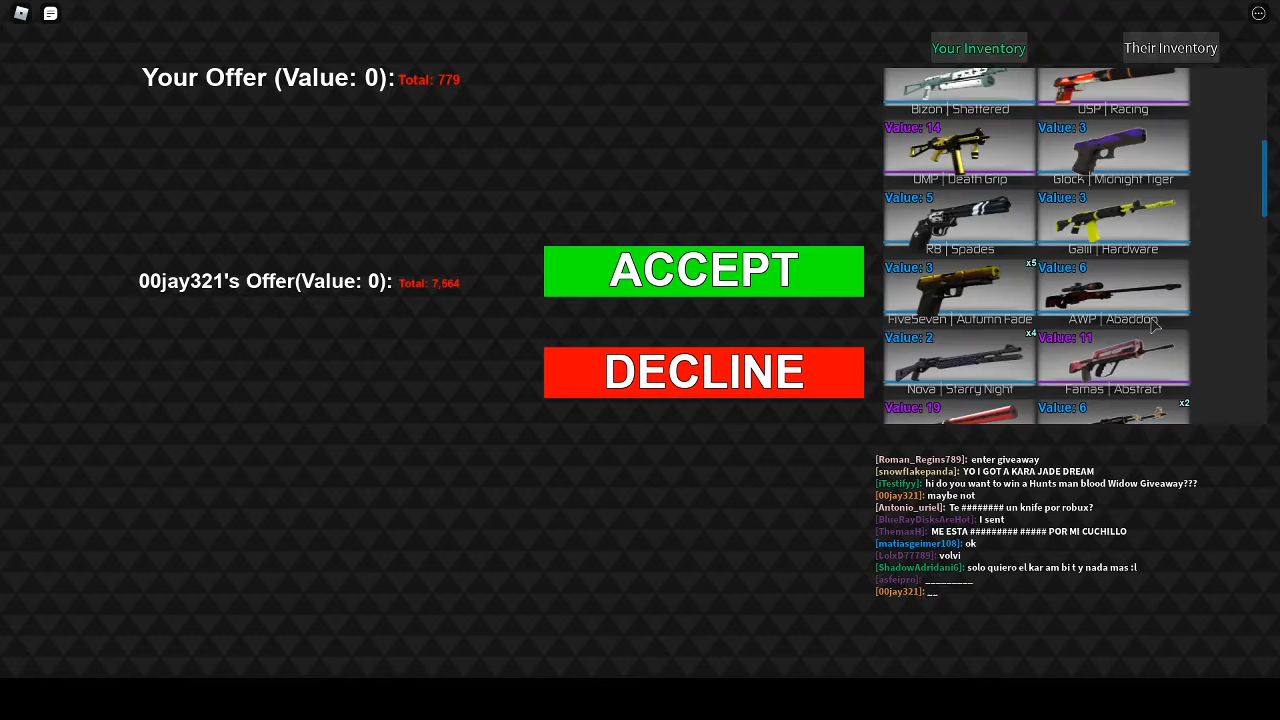 Your Inventory Their Inventory
Your Offer (Value: 0): Total: 779
Bizon | Shattered USP | Racing
Value: 14 Value: 3
UMP | Death Grip Glock | Midnight Tiger
Value: 5 Value: 3
R8 | Spades Galil | Hardware
Value: 3 x5 Value: 6
FiveSeven | Autumn Fade AWP | Abaddon
Value: 2 x4 Value: 11
Nova | Starry Night Famas | Abstract
Value: 19 Value: 6 x2
00jay321's Offer(Value: 0): Total: 7,564
ACCEPT
DECLINE
[Roman_Regins789]: enter giveaway
[snowflakepanda]: YO I GOT A KARA JADE DREAM
[iTestifyy]: hi do you want to win a Hunts man blood Widow Giveaway???
[00jay321]: maybe not
[Antonio_uriel]: Te ######## un knife por robux?
[BlueRayDisksAreHot]: I sent
[ThemaxH]: ME ESTA ######### ##### POR MI CUCHILLO
[matiasgeimer108]: ok
[LolxD77789]: volvi
[ShadowAdridani6]: solo quiero el kar am bi t y nada mas :l
[asfeipro]: _________
[00jay321]: __